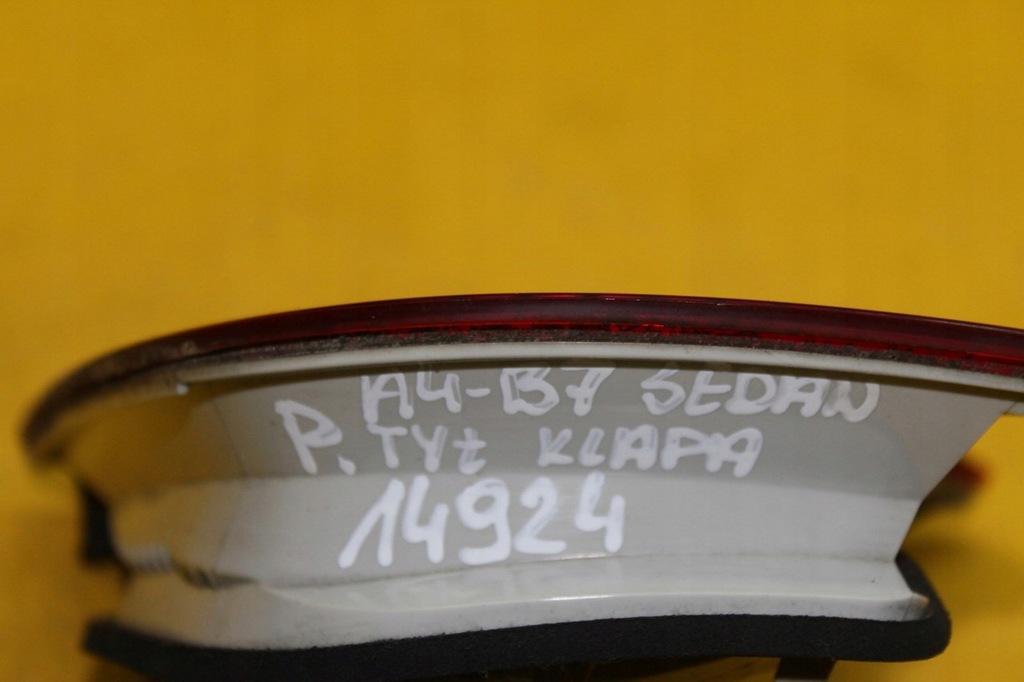 A4-B7 SEDAN
P. TYŁ KLAPA
14924